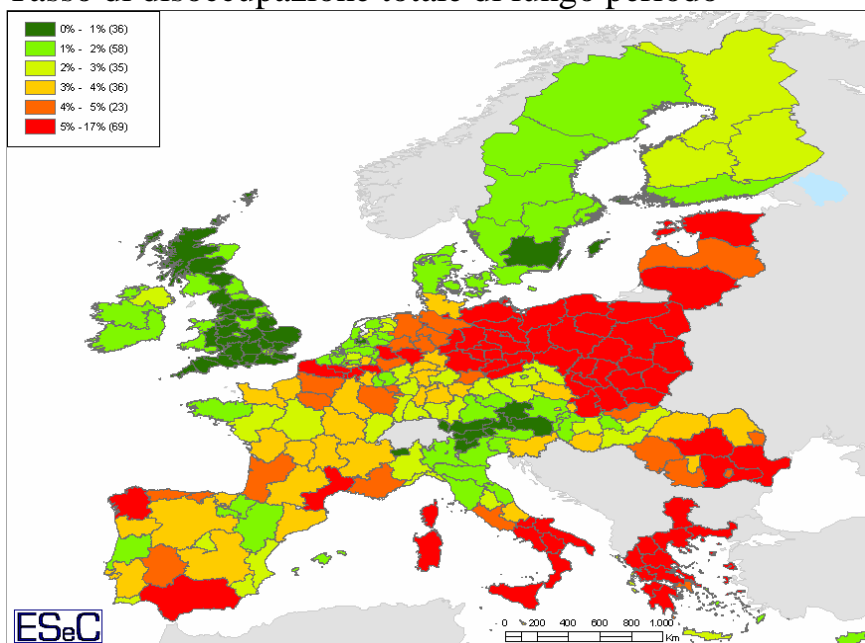 Tasso di disoccupazione totale di lungo periodo
0% - 1% (36)
1% - 2% (58)
2% - 3% (35)
3% - 4% (36)
4% - 5% (23)
5% -17% (69)
ESeC
0 200 400 600 800 1.000
Km